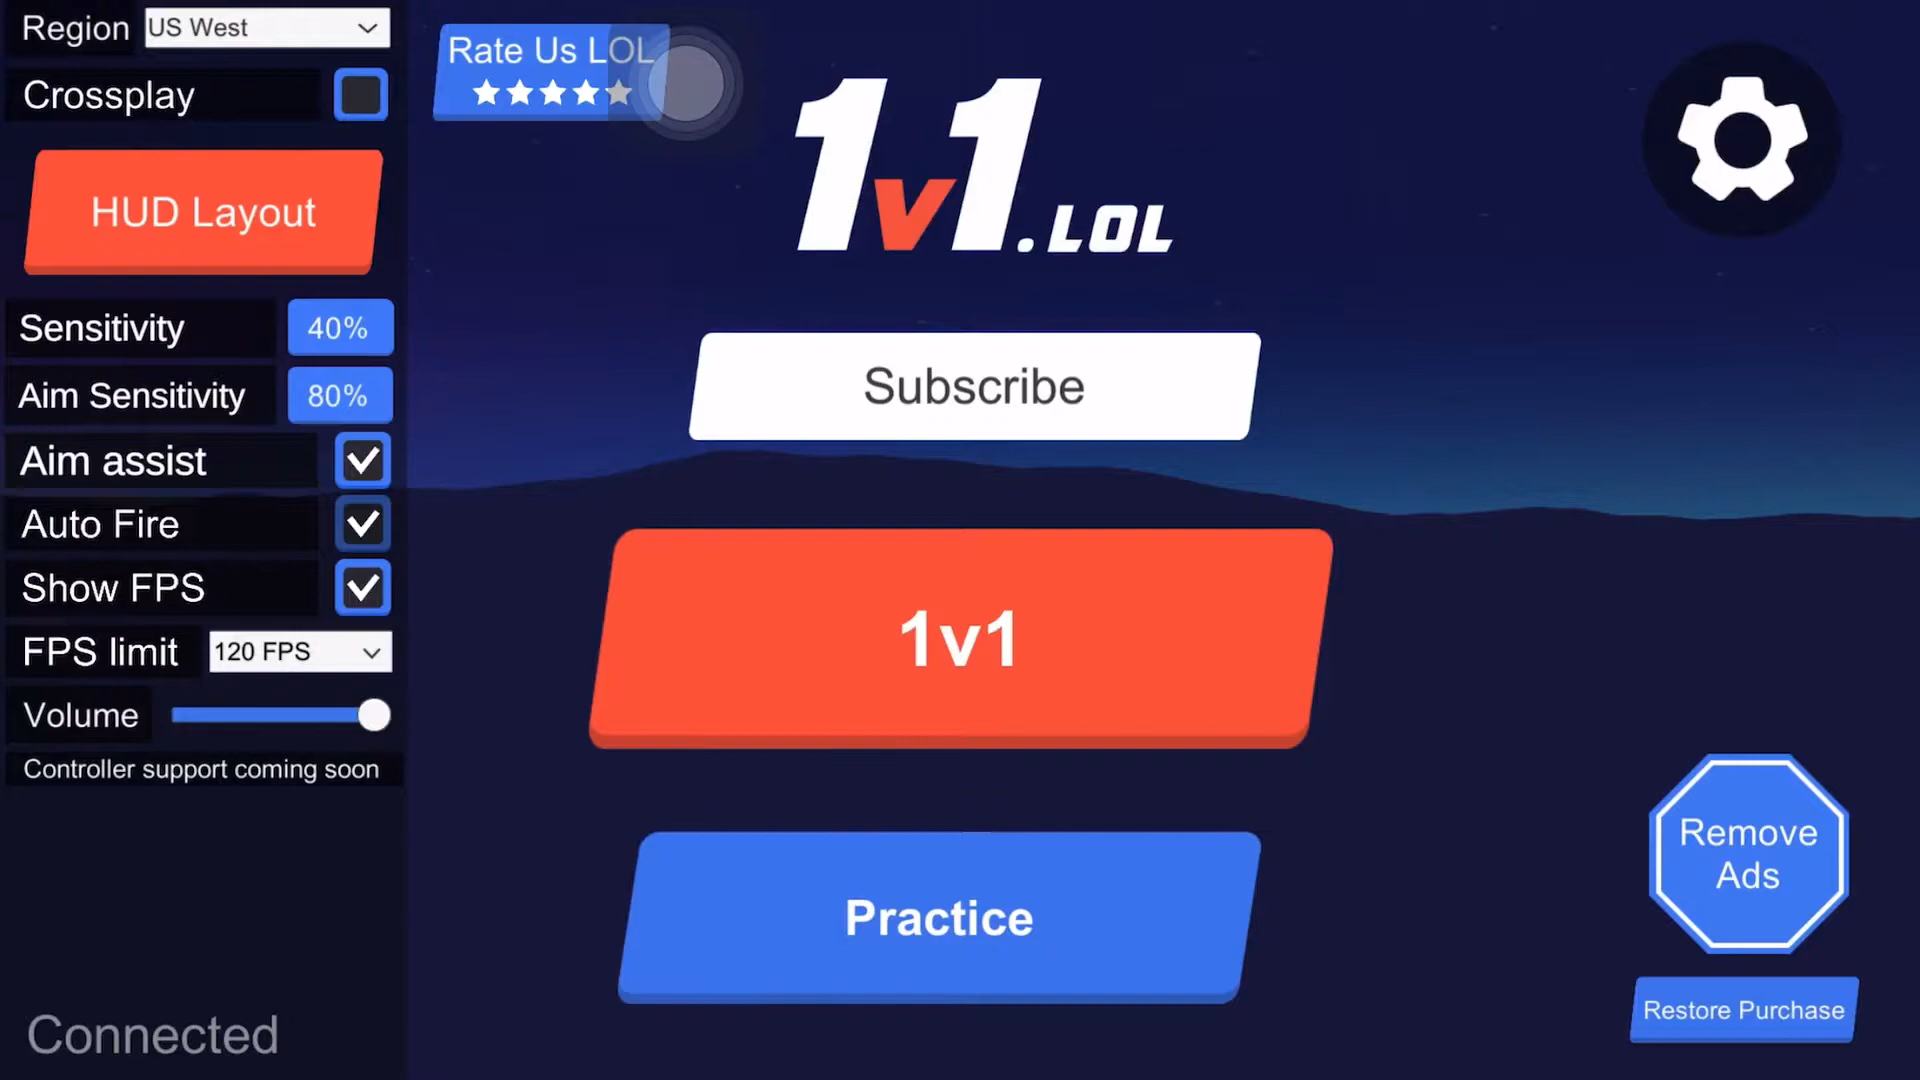 Region US West
Crossplay
HUD Layout
Sensitivity 40%
Aim Sensitivity 80%
Aim assist
Auto Fire
Show FPS
FPS limit 120 FPS
Volume
Controller support coming soon
Connected
Rate Us LOL
1v1.LOL
Subscribe
1v1
Practice
Remove
Ads
Restore Purchase